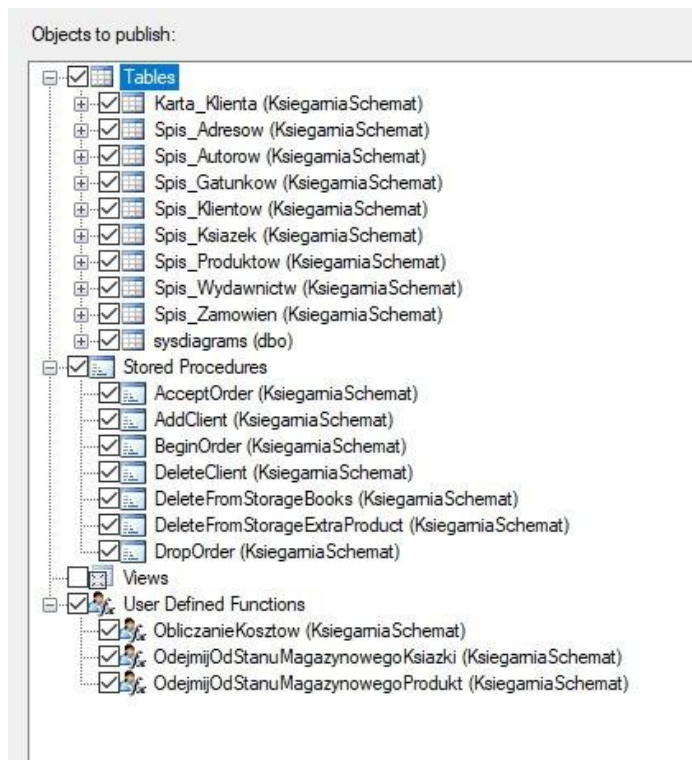 Objects to publish:
Tables
Karta_Klienta (KsiegarniaSchemat)
Spis_Adresow (KsiegarniaSchemat)
Spis_Autorow (KsiegarniaSchemat)
Spis_Gatunkow (KsiegarniaSchemat)
Spis_Klientow (KsiegarniaSchemat)
Spis_Ksiazek (KsiegarniaSchemat)
Spis_Produktow (KsiegarniaSchemat)
Spis_Wydawnictw (KsiegarniaSchemat)
Spis_Zamowien (KsiegarniaSchemat)
sysdiagrams (dbo)
Stored Procedures
AcceptOrder (KsiegarniaSchemat)
AddClient (KsiegarniaSchemat)
BeginOrder (KsiegarniaSchemat)
DeleteClient (KsiegarniaSchemat)
DeleteFromStorageBooks (KsiegarniaSchemat)
DeleteFromStorageExtraProduct (KsiegarniaSchemat)
DropOrder (KsiegarniaSchemat)
Views
User Defined Functions
ObliczanieKosztow (KsiegarniaSchemat)
OdejmijOdStanuMagazynowegoKsiazki (KsiegarniaSchemat)
OdejmijOdStanuMagazynowegoProdukt (KsiegarniaSchemat)